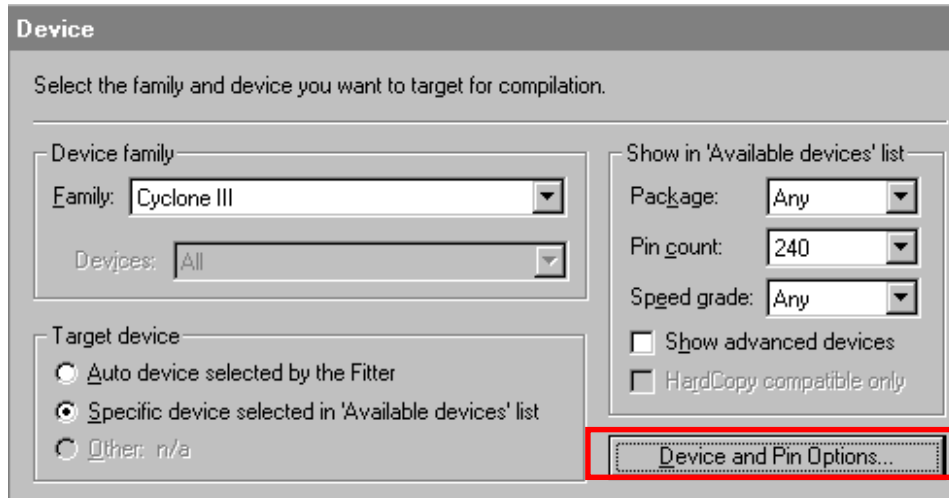 Device
Select the family and device you want to target for compilation.
Device family
Family: Cyclone III
Devices: All
Show in 'Available devices' list
Package: Any
Pin count: 240
Speed grade: Any
Show advanced devices
HardCopy compatible only
Target device
Auto device selected by the Fitter
Specific device selected in 'Available devices' list
Other: n/a
Device and Pin Options...